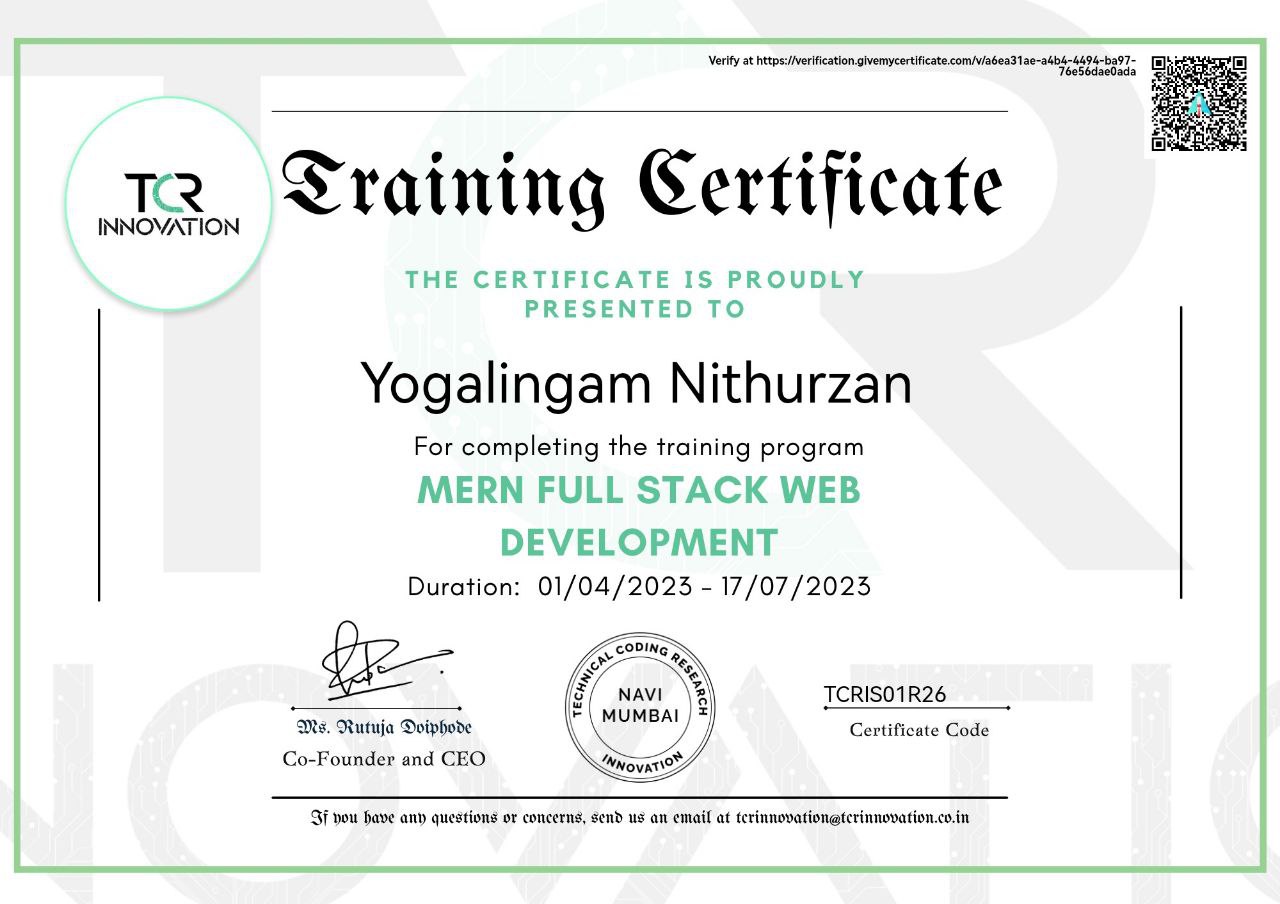 Verify at https://verification.givemycertificate.com/v/a6ea31ae-a4b4-4494-ba97-
76e56dae0ada
TCR
INNOVATION
Training Certificate
THE CERTIFICATE IS PROUDLY
PRESENTED TO
Yogalingam Nithurzan
For completing the training program
MERN FULL STACK WEB
DEVELOPMENT
Duration: 01/04/2023 - 17/07/2023
Ms. Rutuja Doiphode
Co-Founder and CEO
TECHNICAL CODING RESEARCH
NAVI
MUMBAI
INNOVATION
TCRIS01R26
Certificate Code
If you have any questions or concerns, send us an email at tcrinnovation@tcrinnovation.co.in